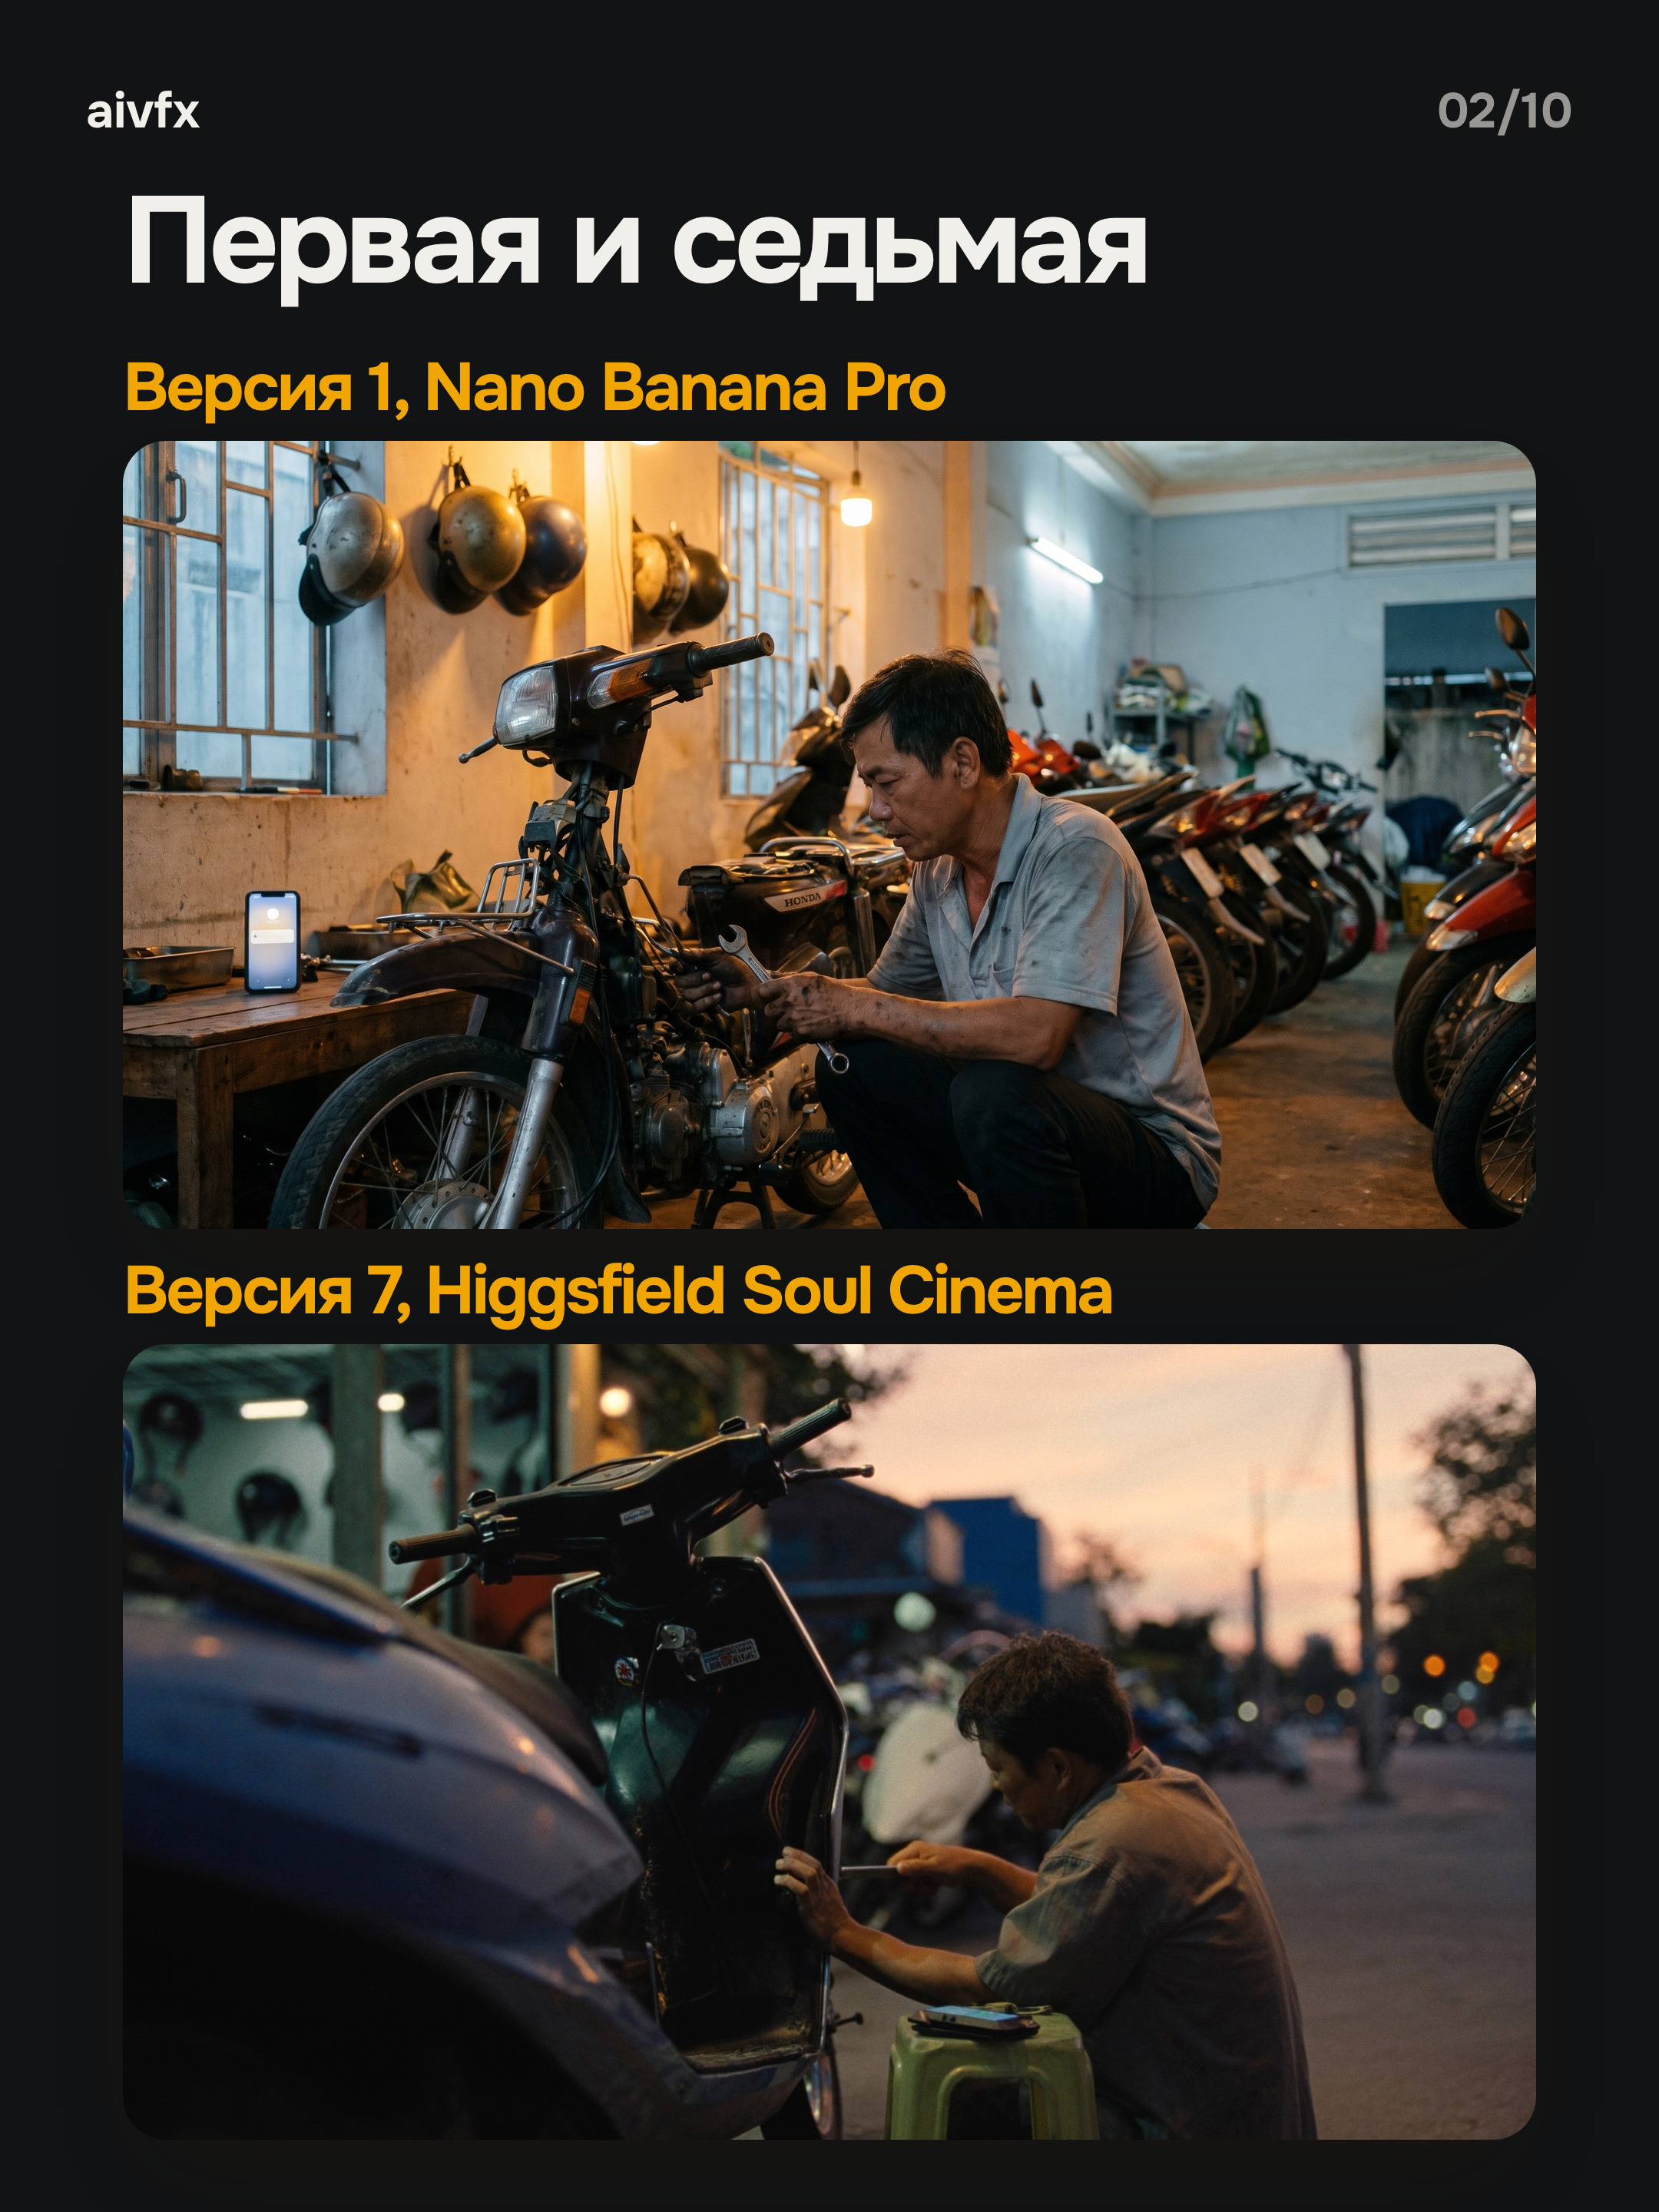 aivfx
02/10
Первая и седьмая
Версия 1, Nano Banana Pro
HONDA
Версия 7, Higgsfield Soul Cinema